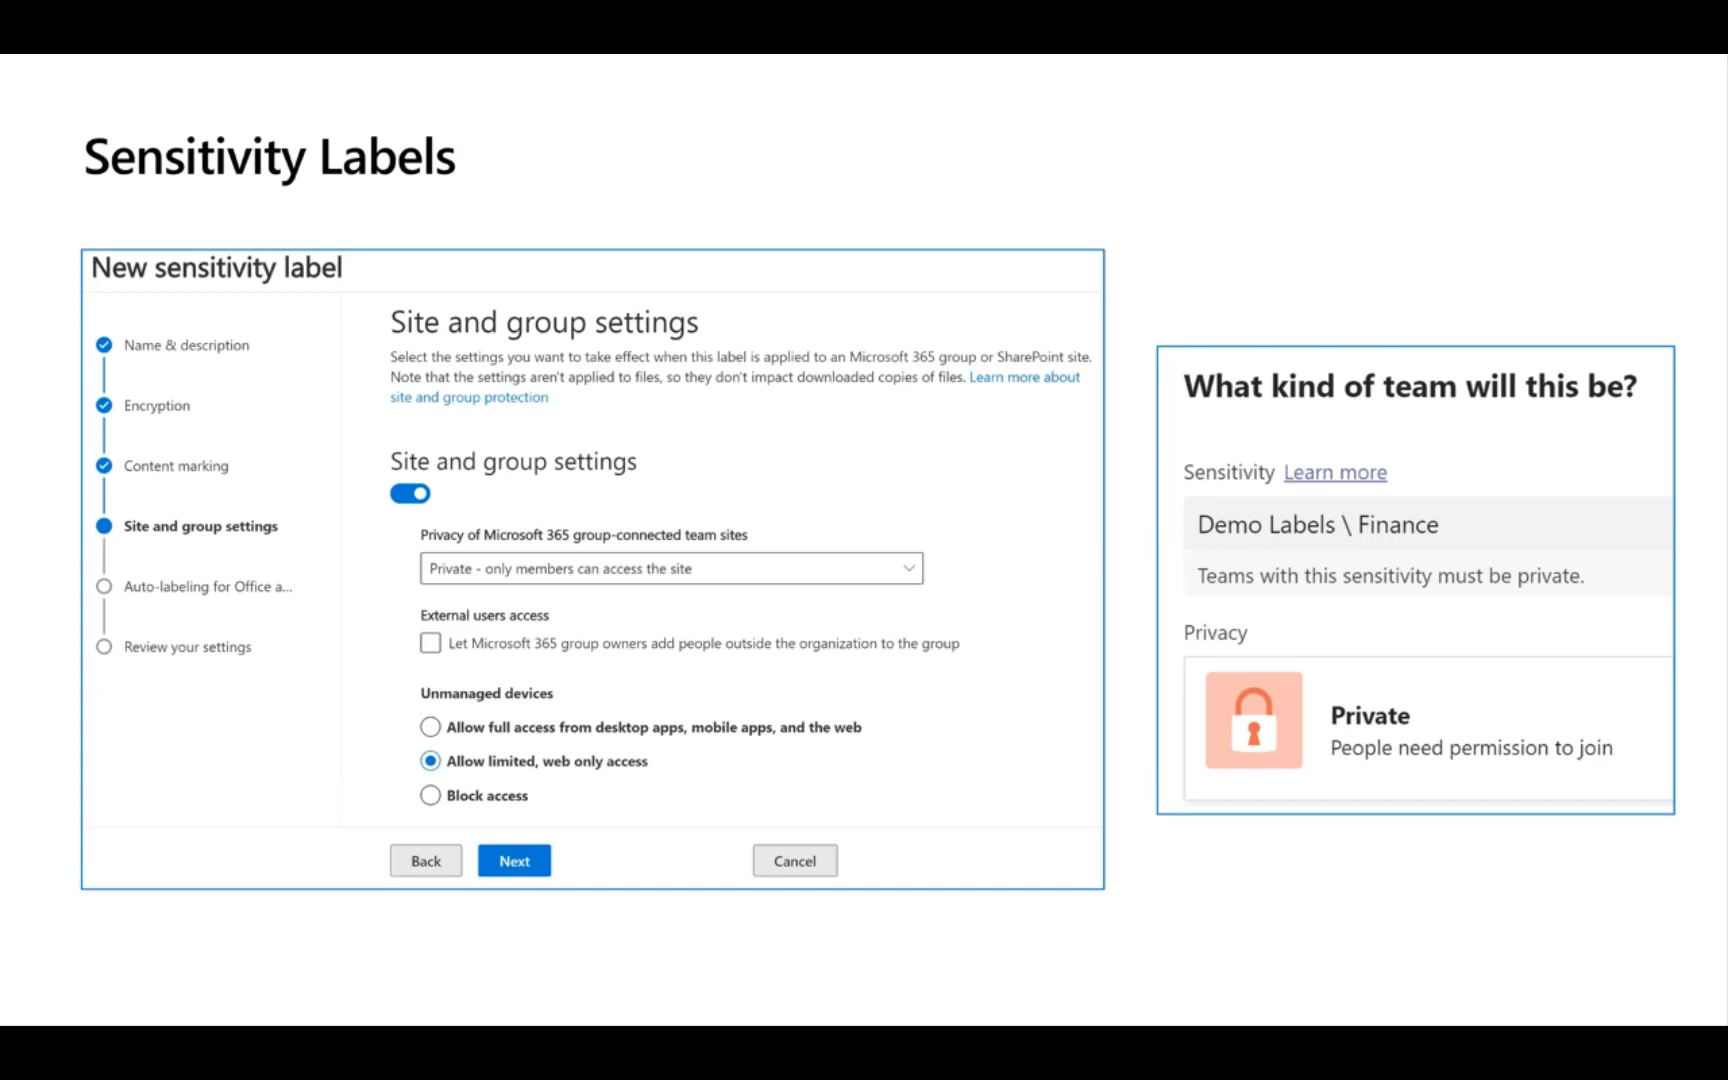 Sensitivity Labels
New sensitivity label
Name & description
Encryption
Content marking
Site and group settings
Auto-labeling for Office a...
Review your settings
Site and group settings
Select the settings you want to take effect when this label is applied to an Microsoft 365 group or SharePoint site.
Note that the settings aren't applied to files, so they don't impact downloaded copies of files. Learn more about
site and group protection
Site and group settings
Privacy of Microsoft 365 group-connected team sites
Private - only members can access the site
External users access
Let Microsoft 365 group owners add people outside the organization to the group
Unmanaged devices
Allow full access from desktop apps, mobile apps, and the web
Allow limited, web only access
Block access
Back
Next
Cancel
What kind of team will this be?
Sensitivity Learn more
Demo Labels \ Finance
Teams with this sensitivity must be private.
Privacy
Private
People need permission to join